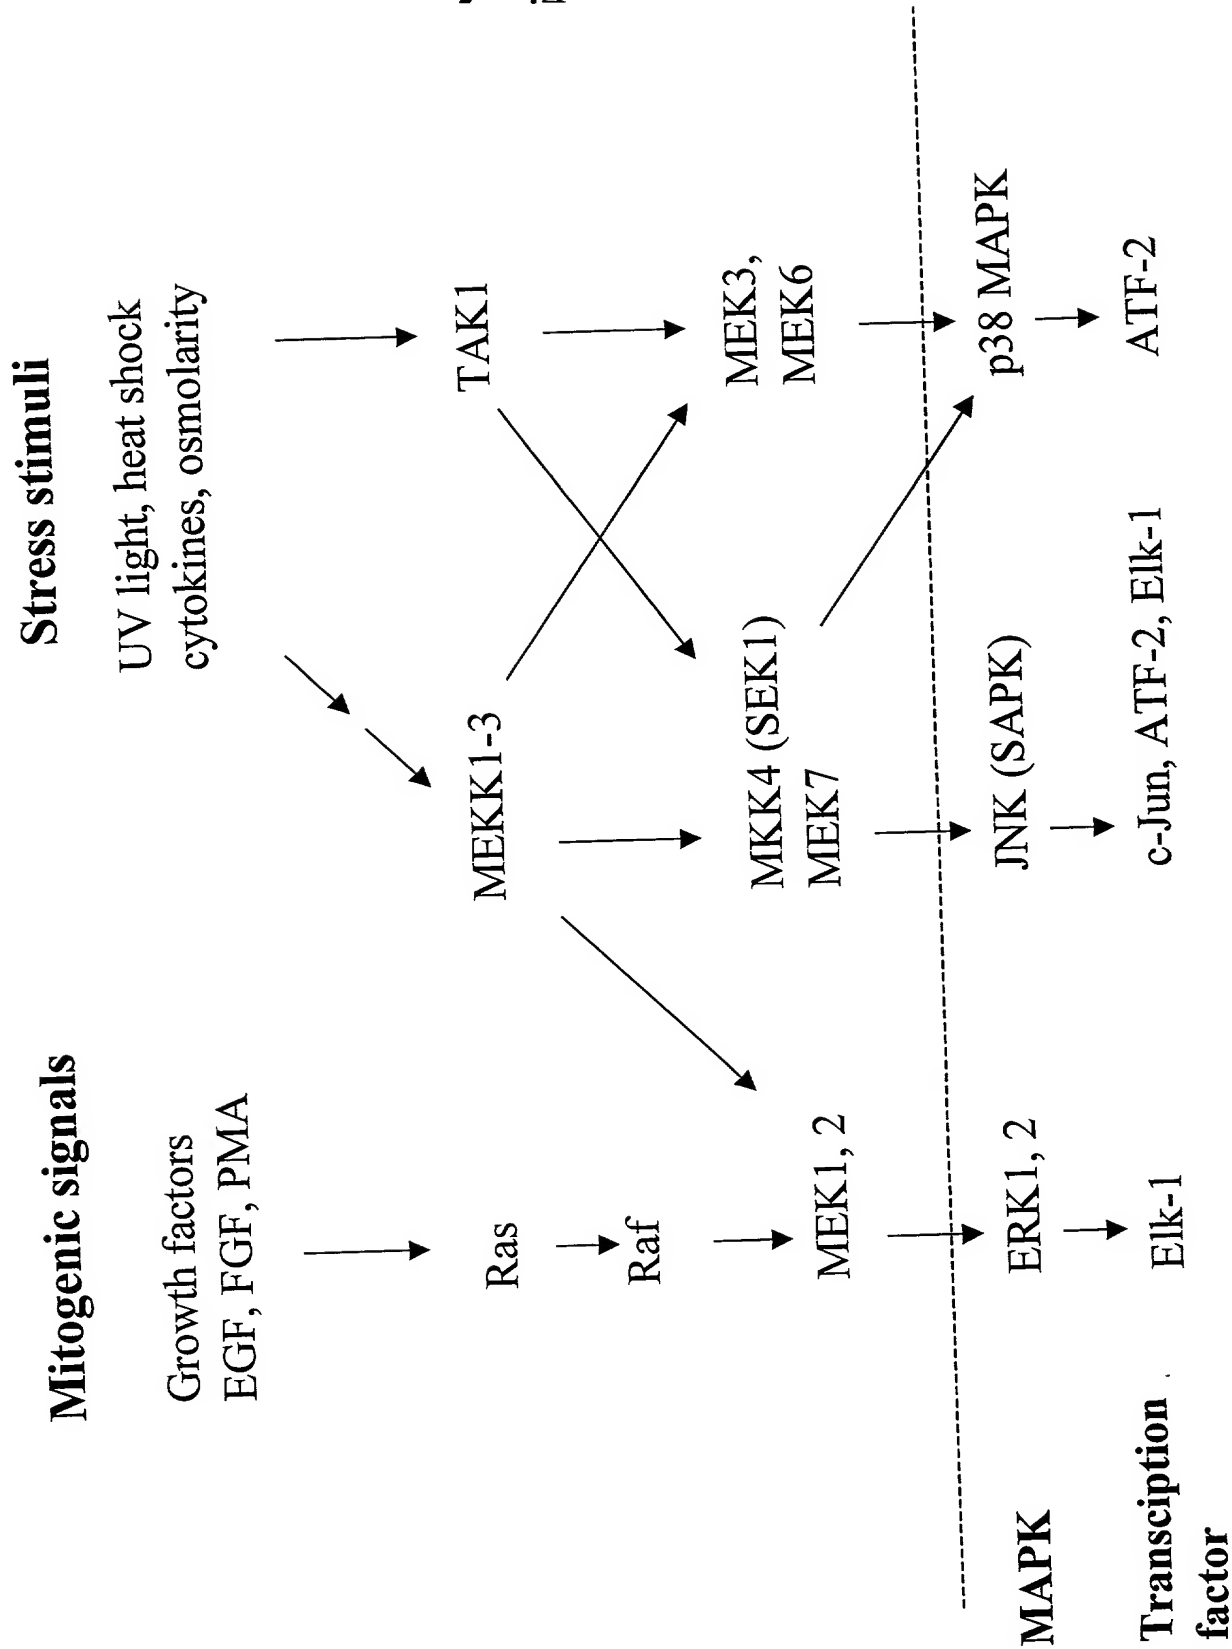 Mitogenic signals
Stress stimuli
Growth factors
EGF, FGF, PMA
UV light, heat shock
cytokines, osmolarity
Ras
Raf
MEKK1-3
TAK1
MEK1, 2
MKK4 (SEK1)
MEK7
MEK3,
MEK6
MAPK
ERK1, 2
JNK (SAPK)
p38 MAPK
Transciption
factor
Elk-1
c-Jun, ATF-2, Elk-1
ATF-2